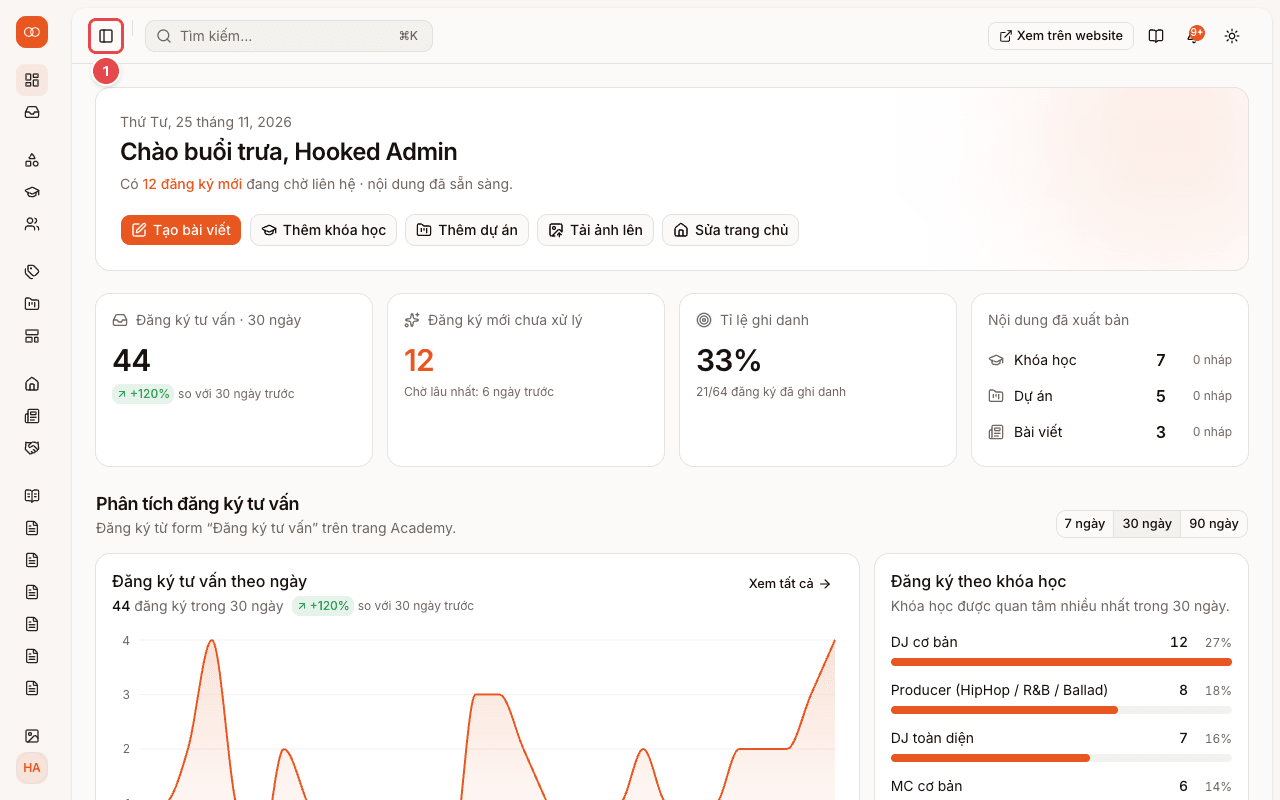 Tìm kiếm...
⌘K
Xem trên website
9+
1
Thứ Tư, 25 tháng 11, 2026
Chào buổi trưa, Hooked Admin
Có 12 đăng ký mới đang chờ liên hệ · nội dung đã sẵn sàng.
Tạo bài viết
Thêm khóa học
Thêm dự án
Tải ảnh lên
Sửa trang chủ
Đăng ký tư vấn · 30 ngày
44
+120% so với 30 ngày trước
Đăng ký mới chưa xử lý
12
Chờ lâu nhất: 6 ngày trước
Tỉ lệ ghi danh
33%
21/64 đăng ký đã ghi danh
Nội dung đã xuất bản
Khóa học 7 0 nháp
Dự án 5 0 nháp
Bài viết 3 0 nháp
Phân tích đăng ký tư vấn
Đăng ký từ form “Đăng ký tư vấn” trên trang Academy.
7 ngày
30 ngày
90 ngày
Đăng ký tư vấn theo ngày
Xem tất cả
44 đăng ký trong 30 ngày +120% so với 30 ngày trước
4
3
2
Đăng ký theo khóa học
Khóa học được quan tâm nhiều nhất trong 30 ngày.
DJ cơ bản 12 27%
Producer (HipHop / R&B / Ballad) 8 18%
DJ toàn diện 7 16%
MC cơ bản 6 14%
HA